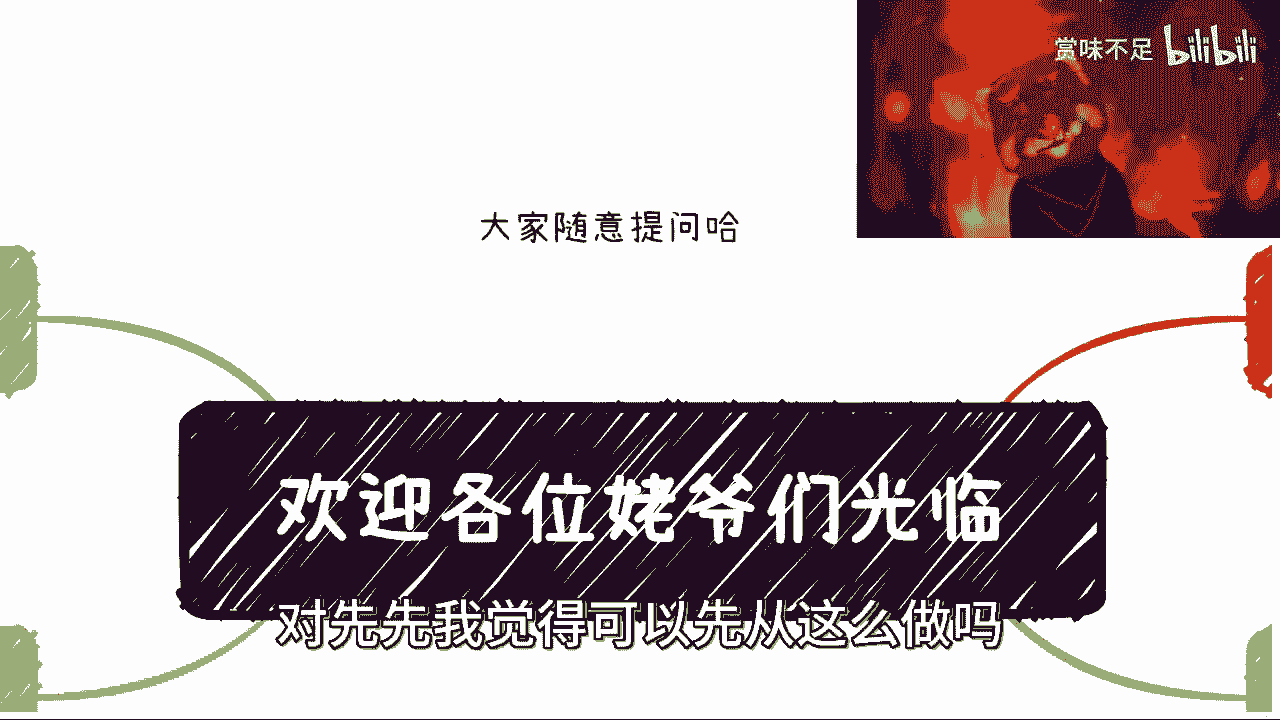 赏味不足 bilibili
大家随意提问哈
欢迎各位姥爷们光临
对先先我觉得可以先从这么做吗